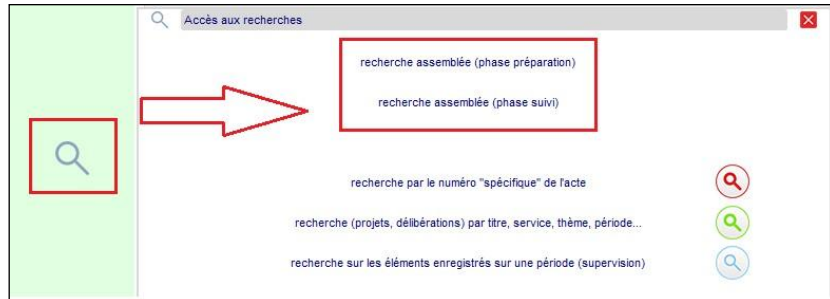 Accès aux recherches
recherche assemblée (phase préparation)
recherche assemblée (phase suivi)
recherche par le numéro "spécifique" de l'acte
recherche (projets, délibérations) par titre, service, thème, période...
recherche sur les éléments enregistrés sur une période (supervision)